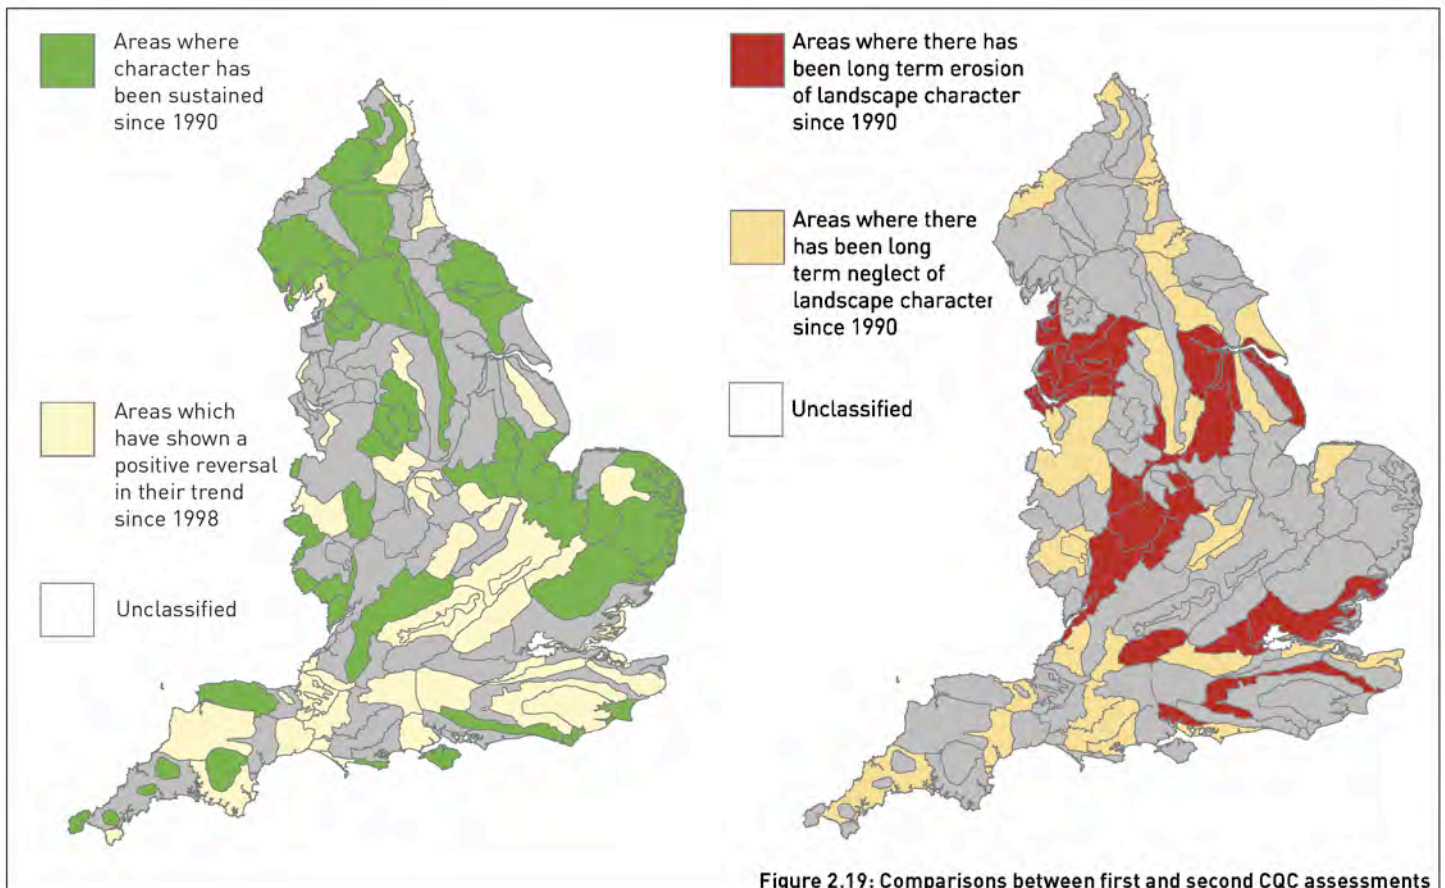 Areas where
character has
been sustained
since 1990
Areas which
have shown a
positive reversal
in their trend
since 1998
Unclassified
Areas where there has
been long term erosion
of landscape character
since 1990
Areas where there
has been long
term neglect of
landscape character
since 1990
Unclassified
Figure 2.19: Comparisons between first and second CQC assessments